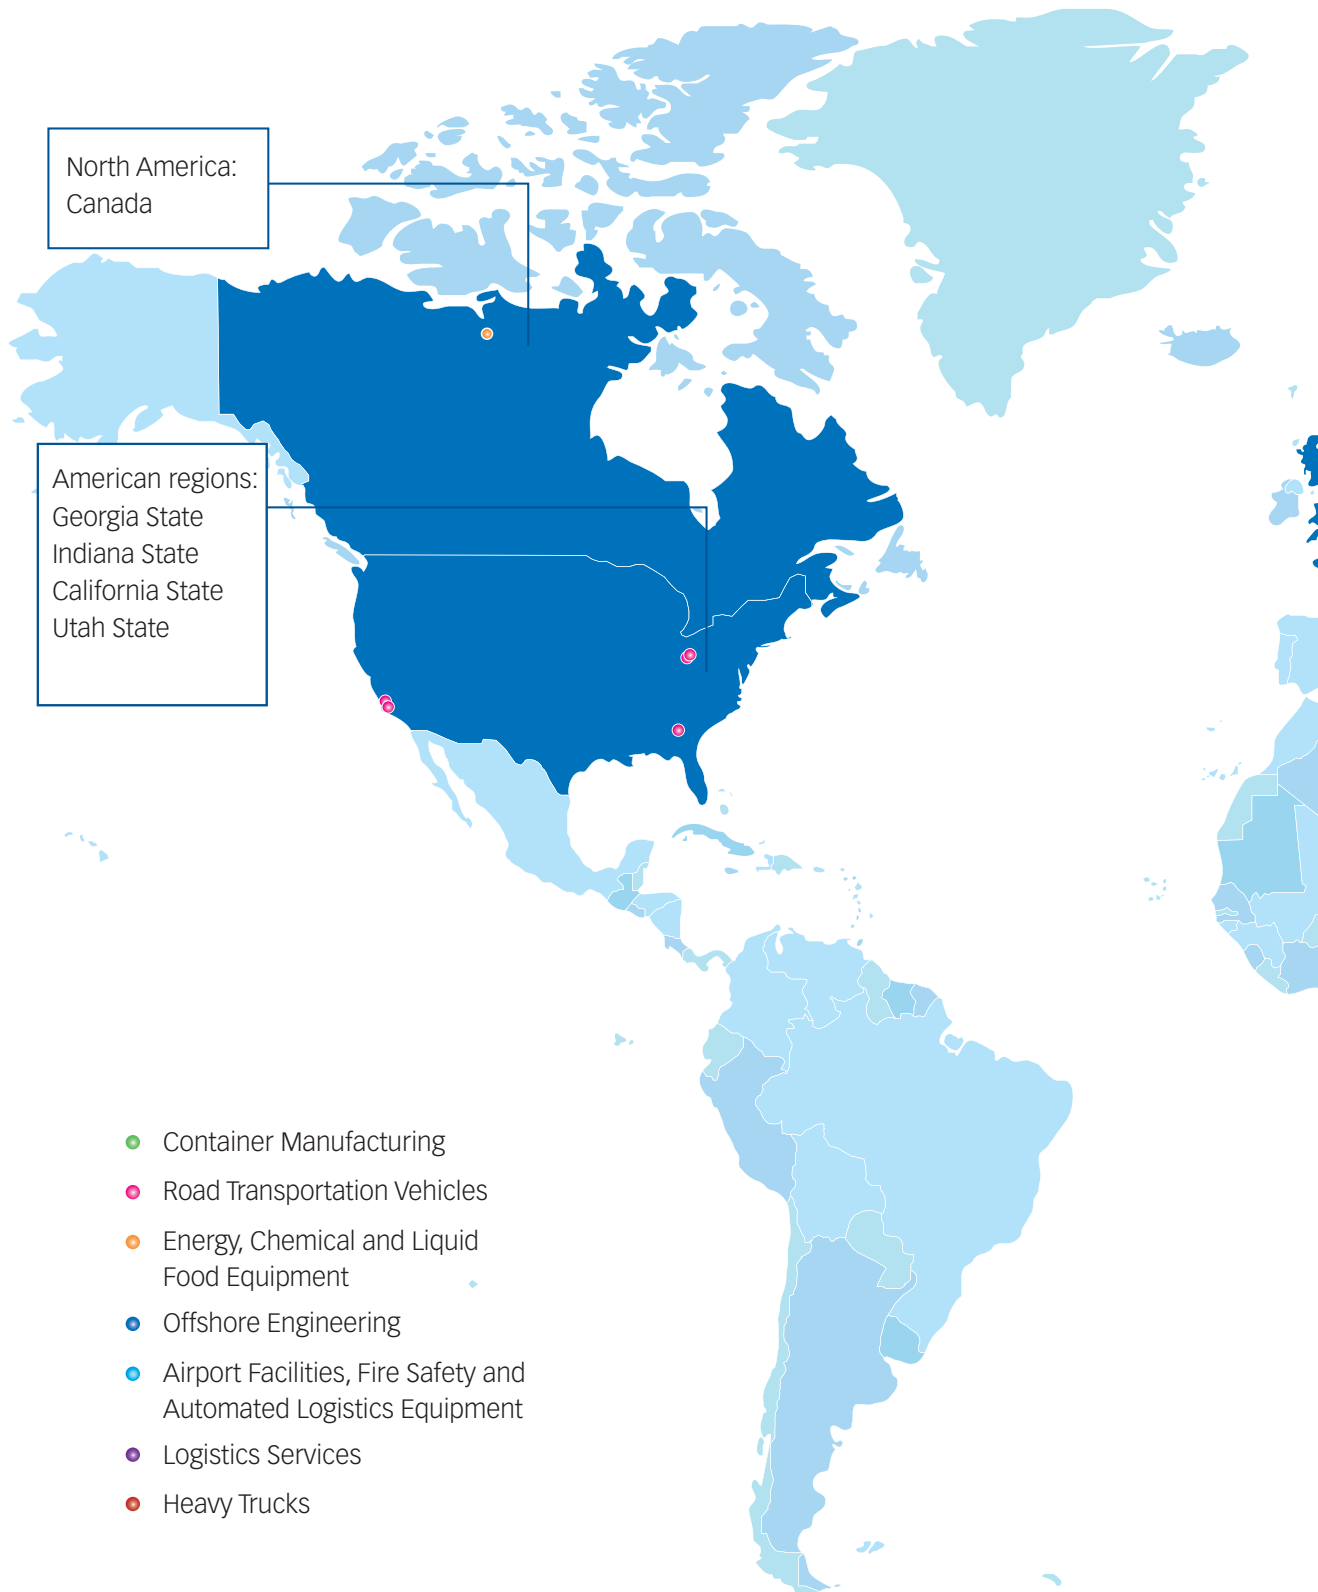 North America:
Canada
American regions:
Georgia State
Indiana State
California State
Utah State
Container Manufacturing
Road Transportation Vehicles
Energy, Chemical and Liquid
Food Equipment
Offshore Engineering
Airport Facilities, Fire Safety and
Automated Logistics Equipment
Logistics Services
Heavy Trucks